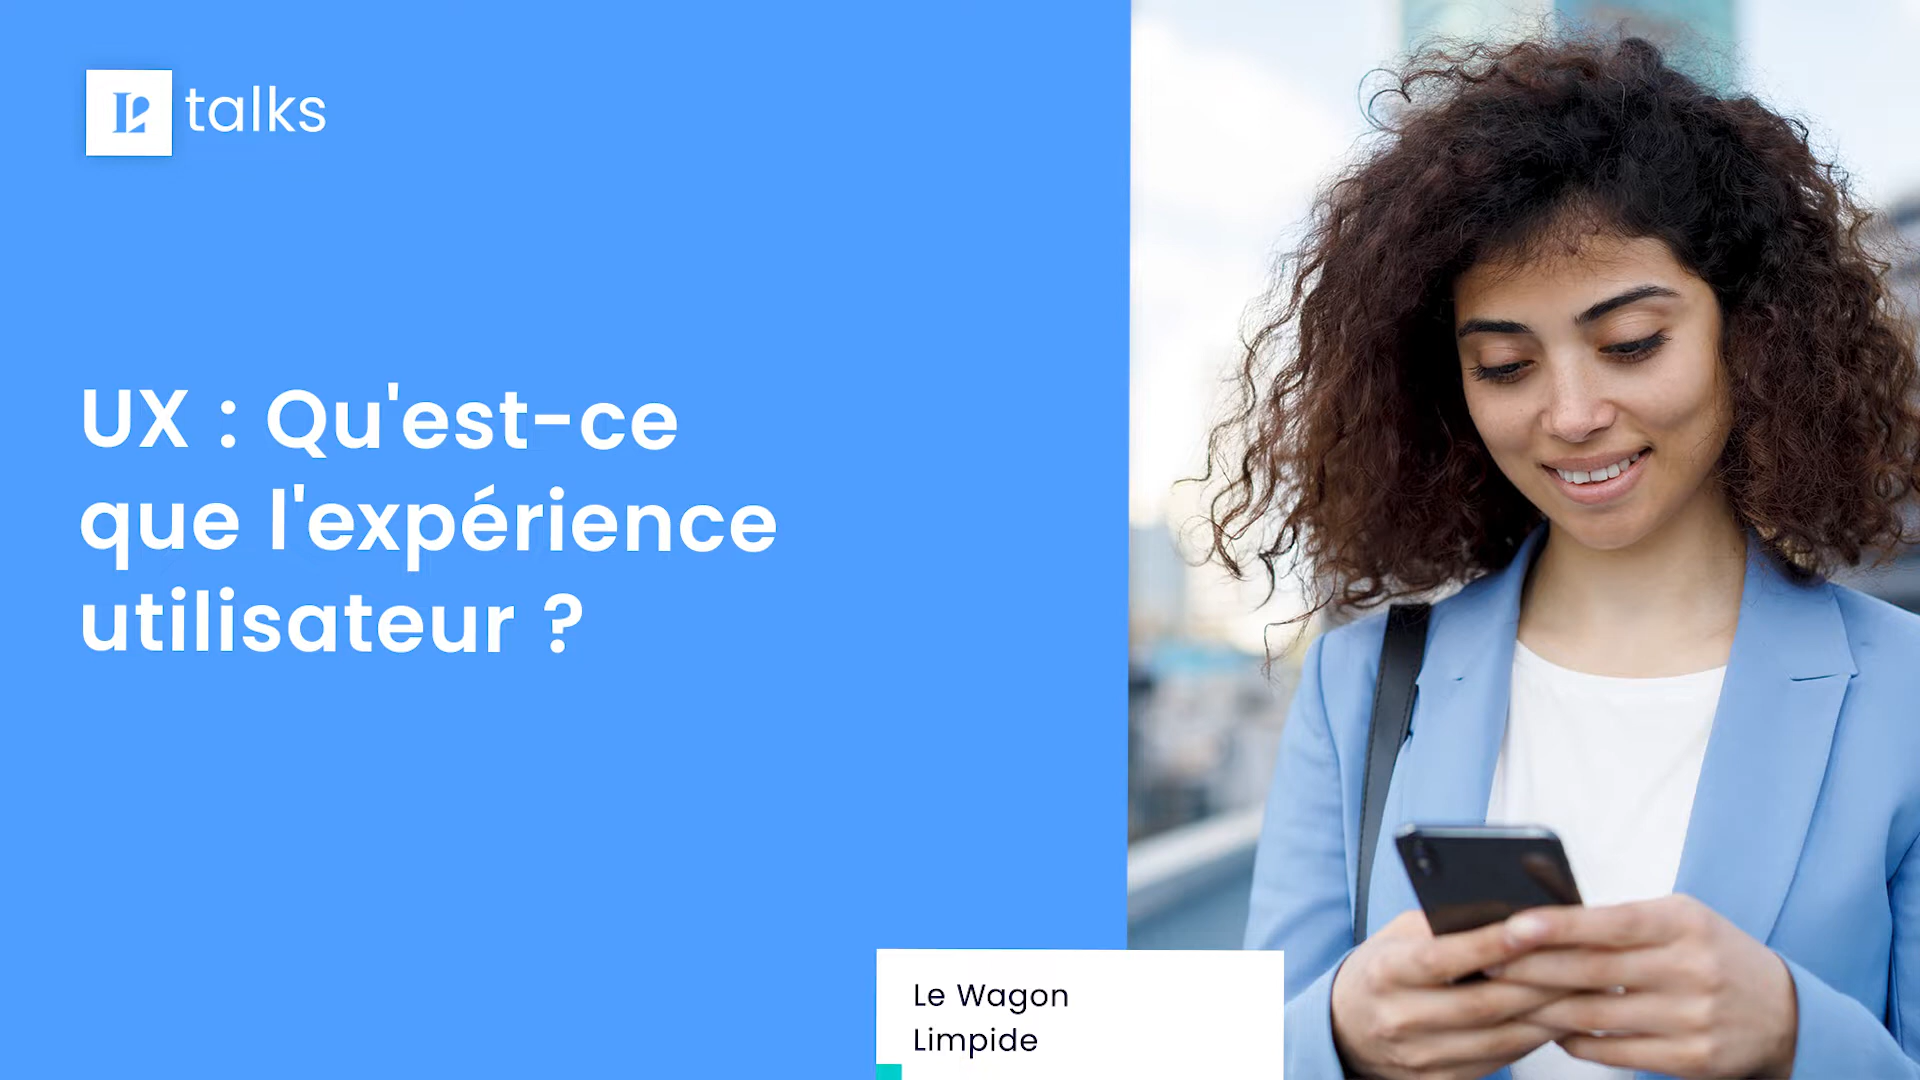 talks
UX : Qu'est-ce
que l'expérience
utilisateur ?
Le Wagon
Limpide